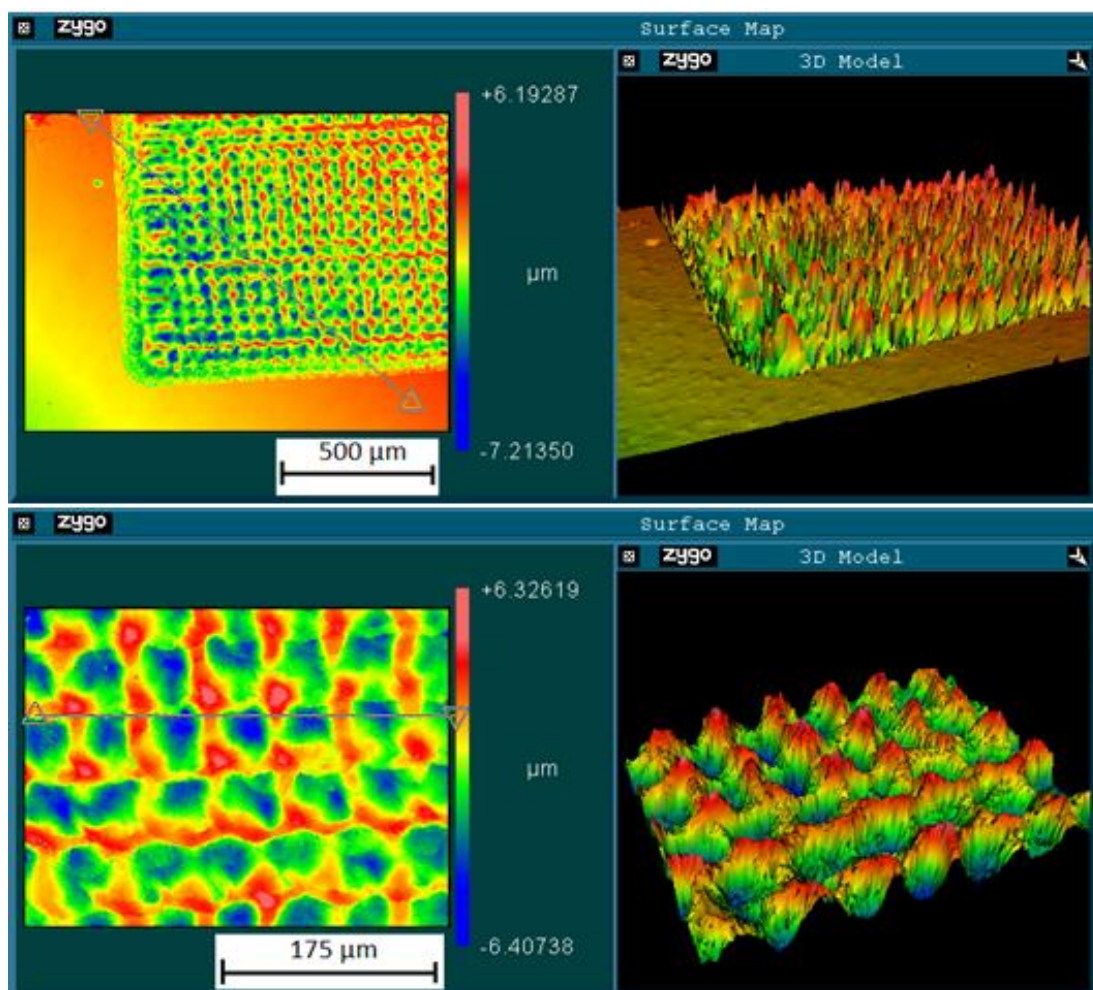 zygo
Surface Map
zygo
3D Model
+6.19287
µm
-7.21350
500 µm
zygo
Surface Map
zygo
3D Model
+6.32619
µm
-6.40738
175 µm